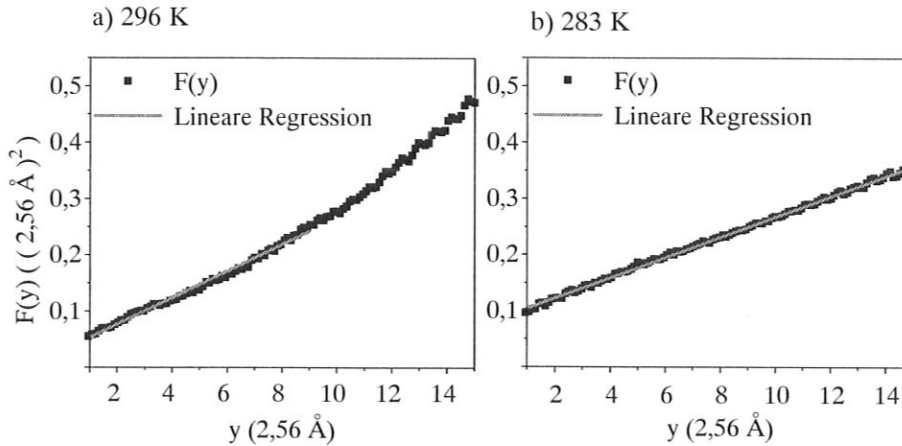 a) 296 K
0,5
0,4
0,3
0,2
0,1
F(y) ( ( 2,56 Å )²)
F(y)
Lineare Regression
2 4 6 8 10 12 14
y (2,56 Å)
b) 283 K
0,5
0,4
0,3
0,2
0,1
F(y)
Lineare Regression
2 4 6 8 10 12 14
y (2,56 Å)